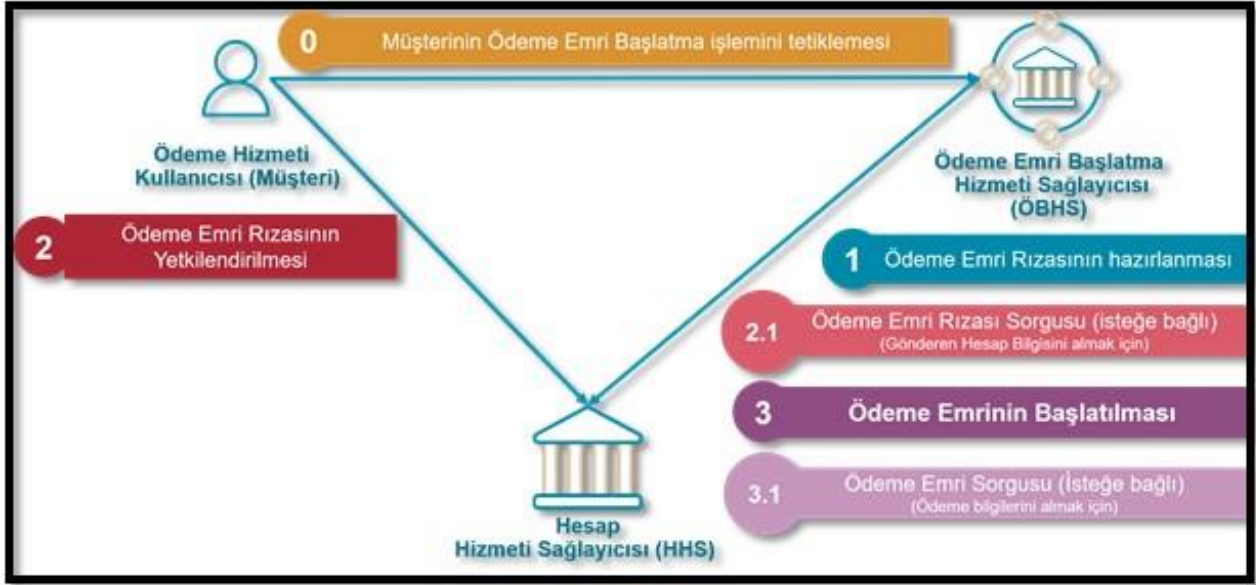 0
Müşterinin Ödeme Emri Başlatma işlemini tetiklemesi
Ödeme Hizmeti
Kullanıcısı (Müşteri)
Ödeme Emri Başlatma
Hizmeti Sağlayıcısı
(ÖBHS)
2
Ödeme Emri Rızasının
Yetkilendirilmesi
1
Ödeme Emri Rızasının hazırlanması
2.1
Ödeme Emri Rızası Sorgusu (isteğe bağlı)
(Gönderen Hesap Bilgisini almak için)
3
Ödeme Emrinin Başlatılması
3.1
Ödeme Emri Sorgusu (İsteğe bağlı)
(Ödeme bilgilerini almak için)
Hesap
Hizmeti Sağlayıcısı (HHS)